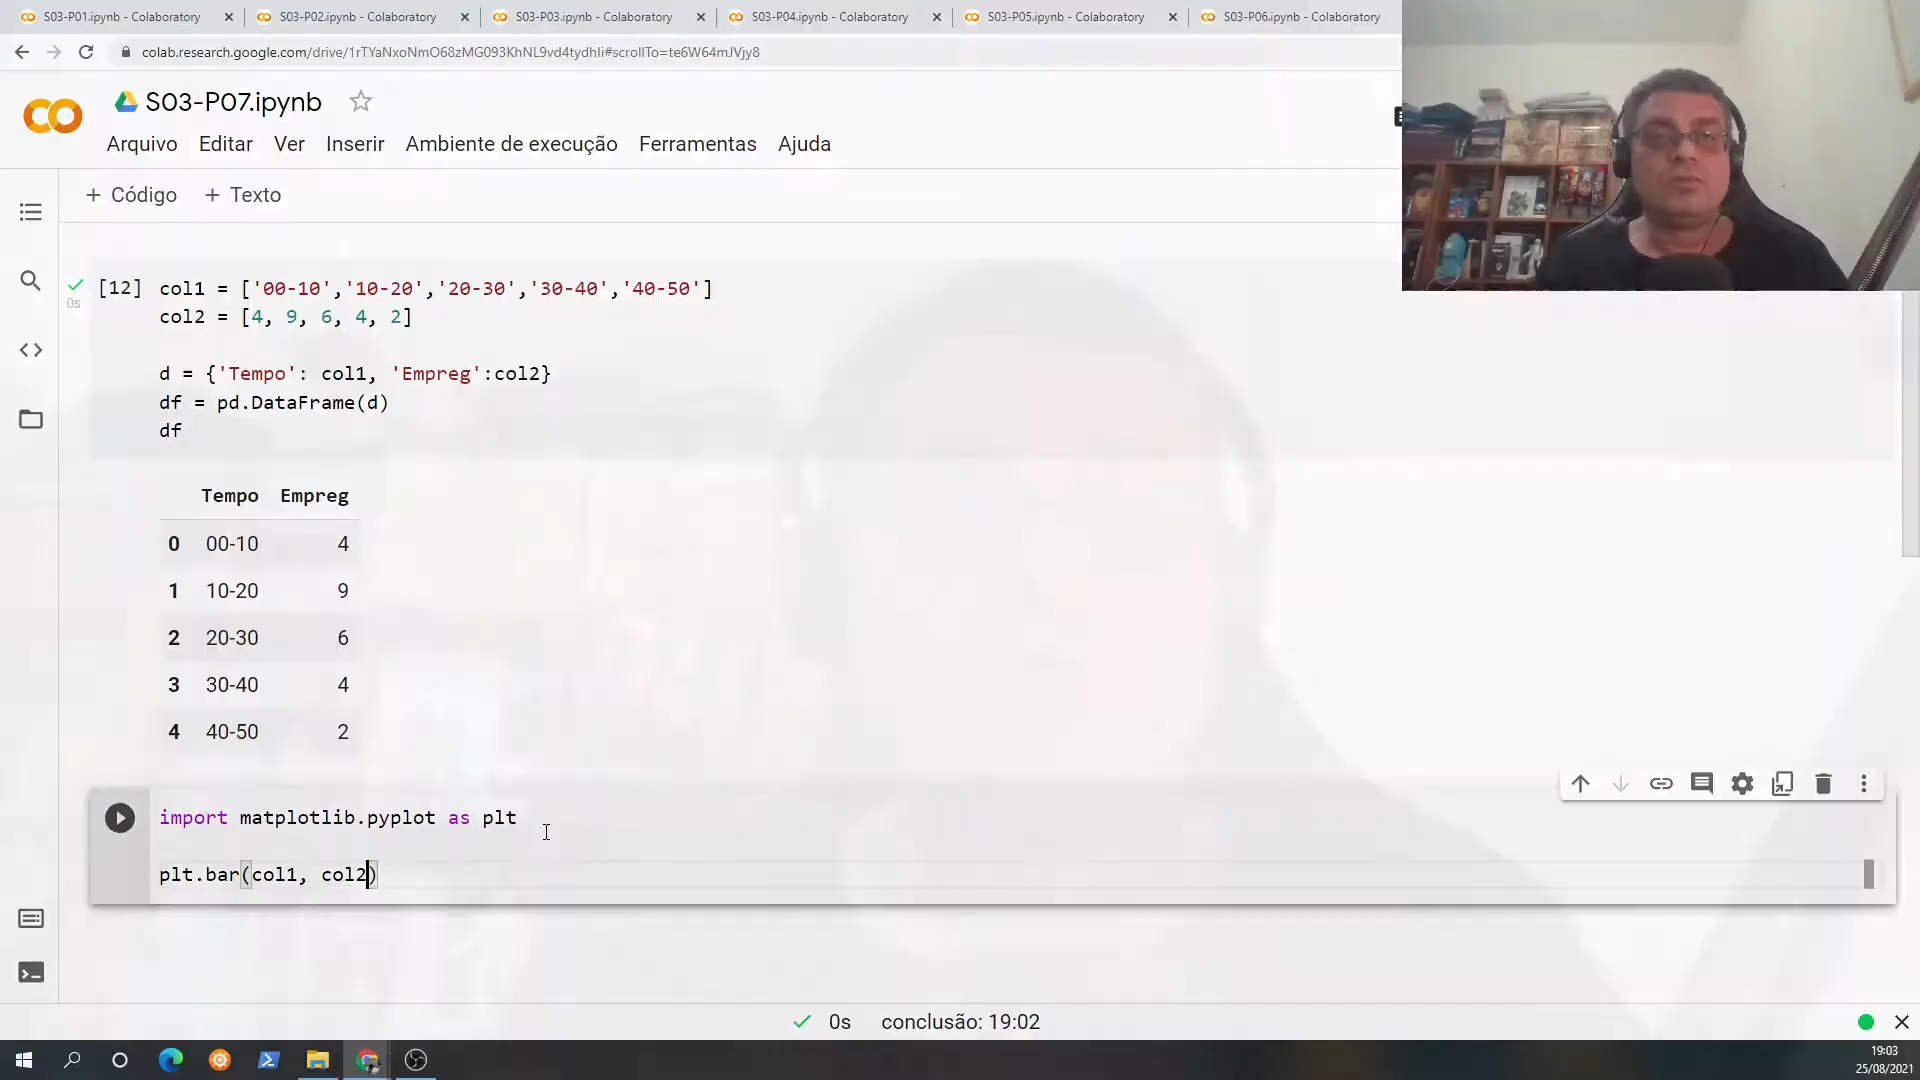 S03-P01.ipynb - Colaboratory
S03-P02.ipynb - Colaboratory
S03-P03.ipynb - Colaboratory
S03-P04.ipynb - Colaboratory
S03-P05.ipynb - Colaboratory
S03-P06.ipynb - Colaboratory
colab.research.google.com/drive/1rTYaNxoNmO68zMG093KhNL9vd4tydhIi#scrollTo=te6W64mJVjy8
S03-P07.ipynb
Arquivo Editar Ver Inserir Ambiente de execução Ferramentas Ajuda
+ Código + Texto
[12] col1 = ['00-10','10-20','20-30','30-40','40-50']
0s
col2 = [4, 9, 6, 4, 2]
d = {'Tempo': col1, 'Empreg':col2}
df = pd.DataFrame(d)
df
Tempo Empreg
0 00-10 4
1 10-20 9
2 20-30 6
3 30-40 4
4 40-50 2
import matplotlib.pyplot as plt
plt.bar(col1, col2)
0s conclusão: 19:02
19:03
25/08/2021